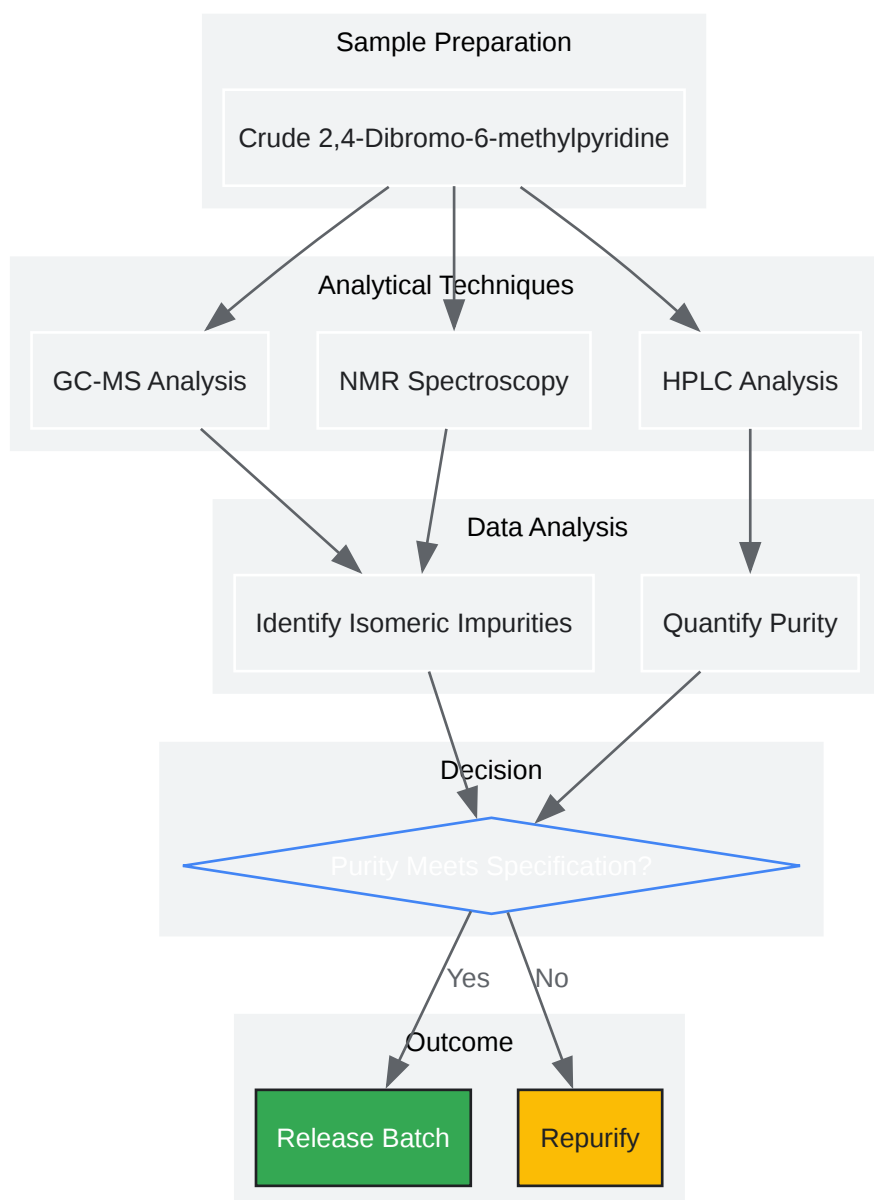 Sample Preparation
Crude 2,4-Dibromo-6-methylpyridine
Analytical Techniques
GC-MS Analysis
NMR Spectroscopy
HPLC Analysis
Data Analysis
Identify Isomeric Impurities
Quantify Purity
Decision
Purity Meets Specification?
Yes
No
Outcome
Release Batch
Repurify